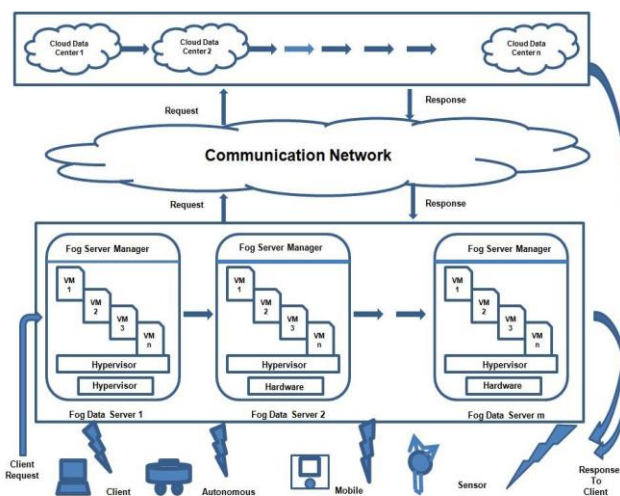 Cloud Data
Center 1
Cloud Data
Center 2
Cloud Data
Center n
Request
Response
Communication Network
Request
Response
Fog Server Manager
VM
1
VM
2
VM
3
VM
n
Hypervisor
Hypervisor
Fog Data Server 1
Fog Server Manager
VM
1
VM
2
VM
3
VM
n
Hypervisor
Hardware
Fog Data Server 2
Fog Server Manager
VM
1
VM
2
VM
3
VM
n
Hypervisor
Hardware
Fog Data Server m
Client
Request
Client
Autonomous
Mobile
Sensor
Response
To
Client